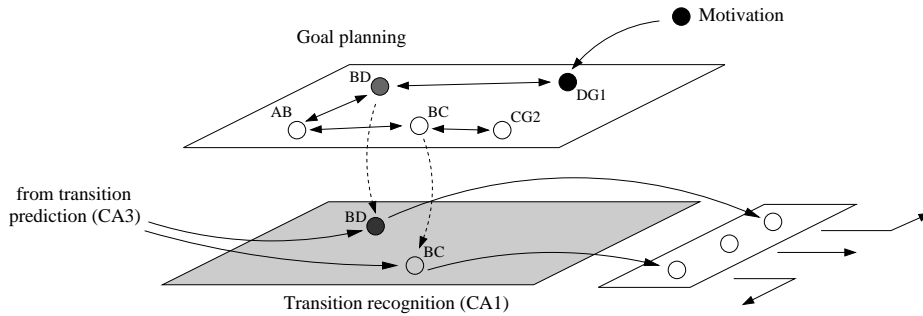 Motivation
Goal planning
BD
DG1
AB
BC
CG2
from transition
prediction (CA3)
BD
BC
Transition recognition (CA1)